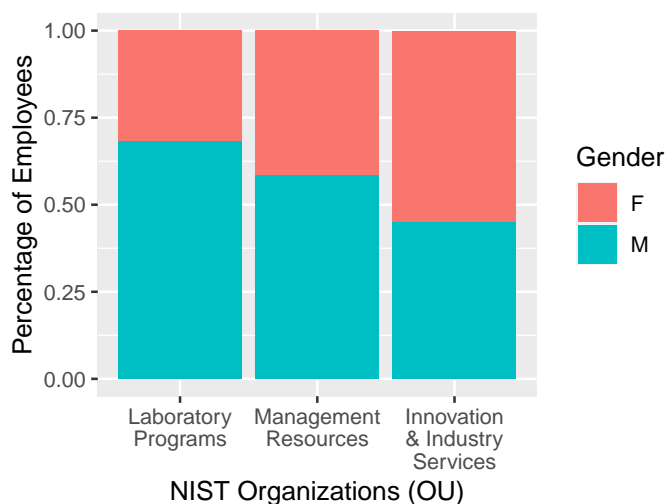 Percentage of Employees
1.00
0.75
0.50
0.25
0.00
Laboratory
Programs
Management
Resources
Innovation
& Industry
Services
NIST Organizations (OU)
Gender
F
M